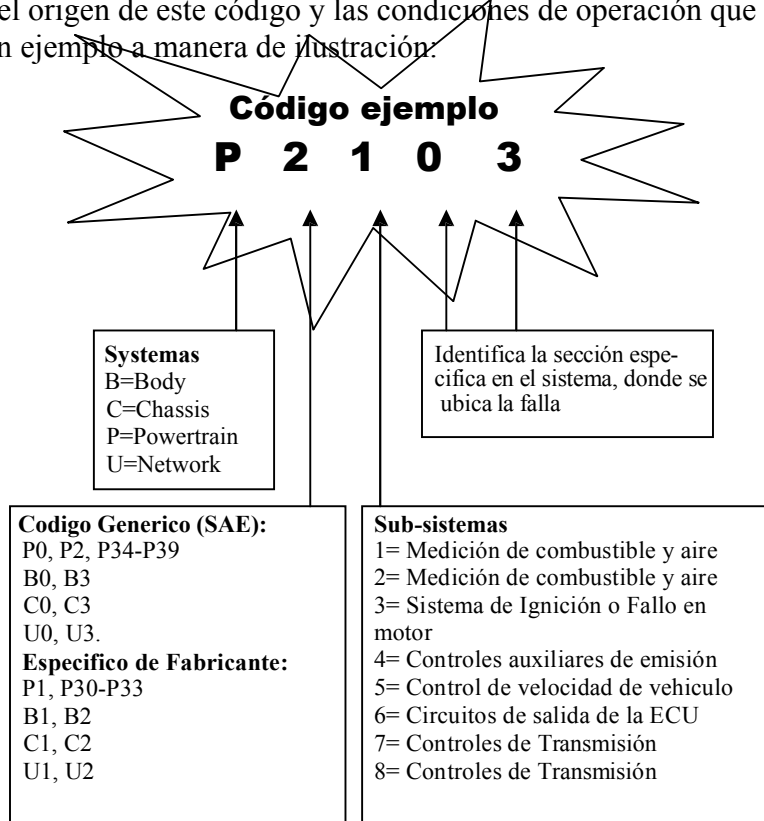 el origen de este código y las condiciones de operación que
n ejemplo a manera de ilustración:
Código ejemplo
P 2 1 0 3
Systemas
B=Body
C=Chassis
P=Powertrain
U=Network
Identifica la sección espe-
cifica en el sistema, donde se
ubica la falla
Codigo Generico (SAE):
P0, P2, P34-P39
B0, B3
C0, C3
U0, U3.
Especifico de Fabricante:
P1, P30-P33
B1, B2
C1, C2
U1, U2
Sub-sistemas
1= Medición de combustible y aire
2= Medición de combustible y aire
3= Sistema de Ignición o Fallo en
motor
4= Controles auxiliares de emisión
5= Control de velocidad de vehiculo
6= Circuitos de salida de la ECU
7= Controles de Transmisión
8= Controles de Transmisión